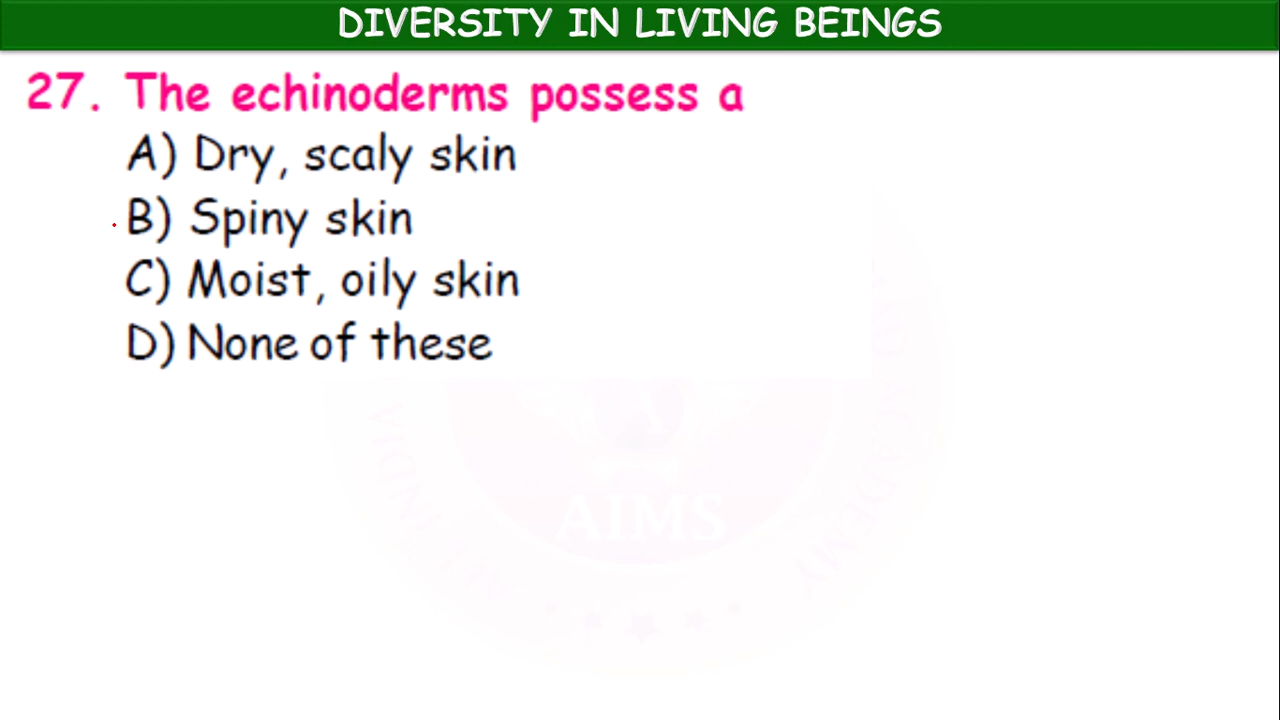 DIVERSITY IN LIVING BEINGS
27. The echinoderms possess a
A) Dry, scaly skin
B) Spiny skin
C) Moist, oily skin
D) None of these
AIMS